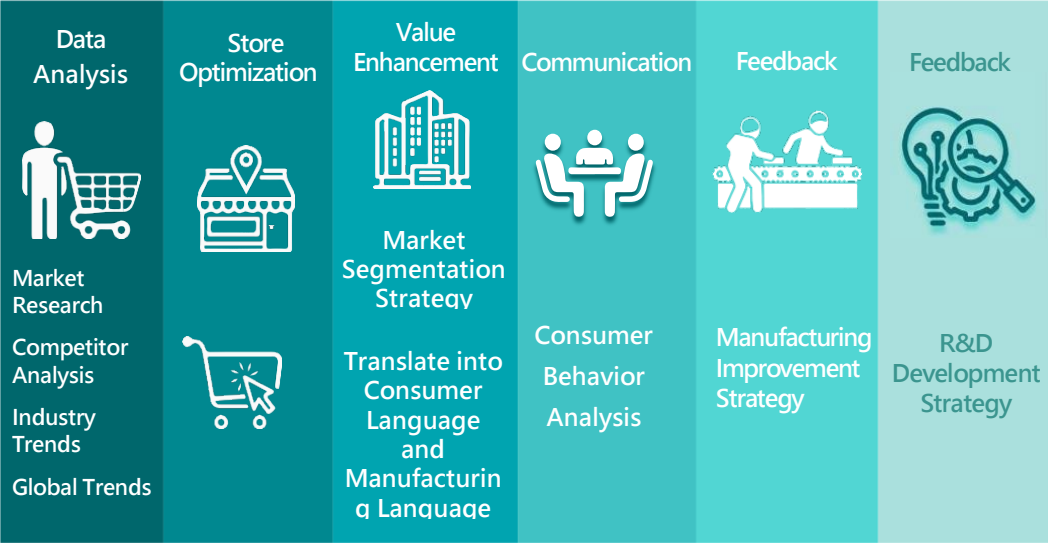 Data
Analysis
Market
Research
Competitor
Analysis
Industry
Trends
Global Trends
Store
Optimization
Value
Enhancement
Market
Segmentation
Strategy
Translate into
Consumer
Language
and
Manufacturin
g Language
Communication
Consumer
Behavior
Analysis
Feedback
Manufacturing
Improvement
Strategy
Feedback
R&D
Development
Strategy